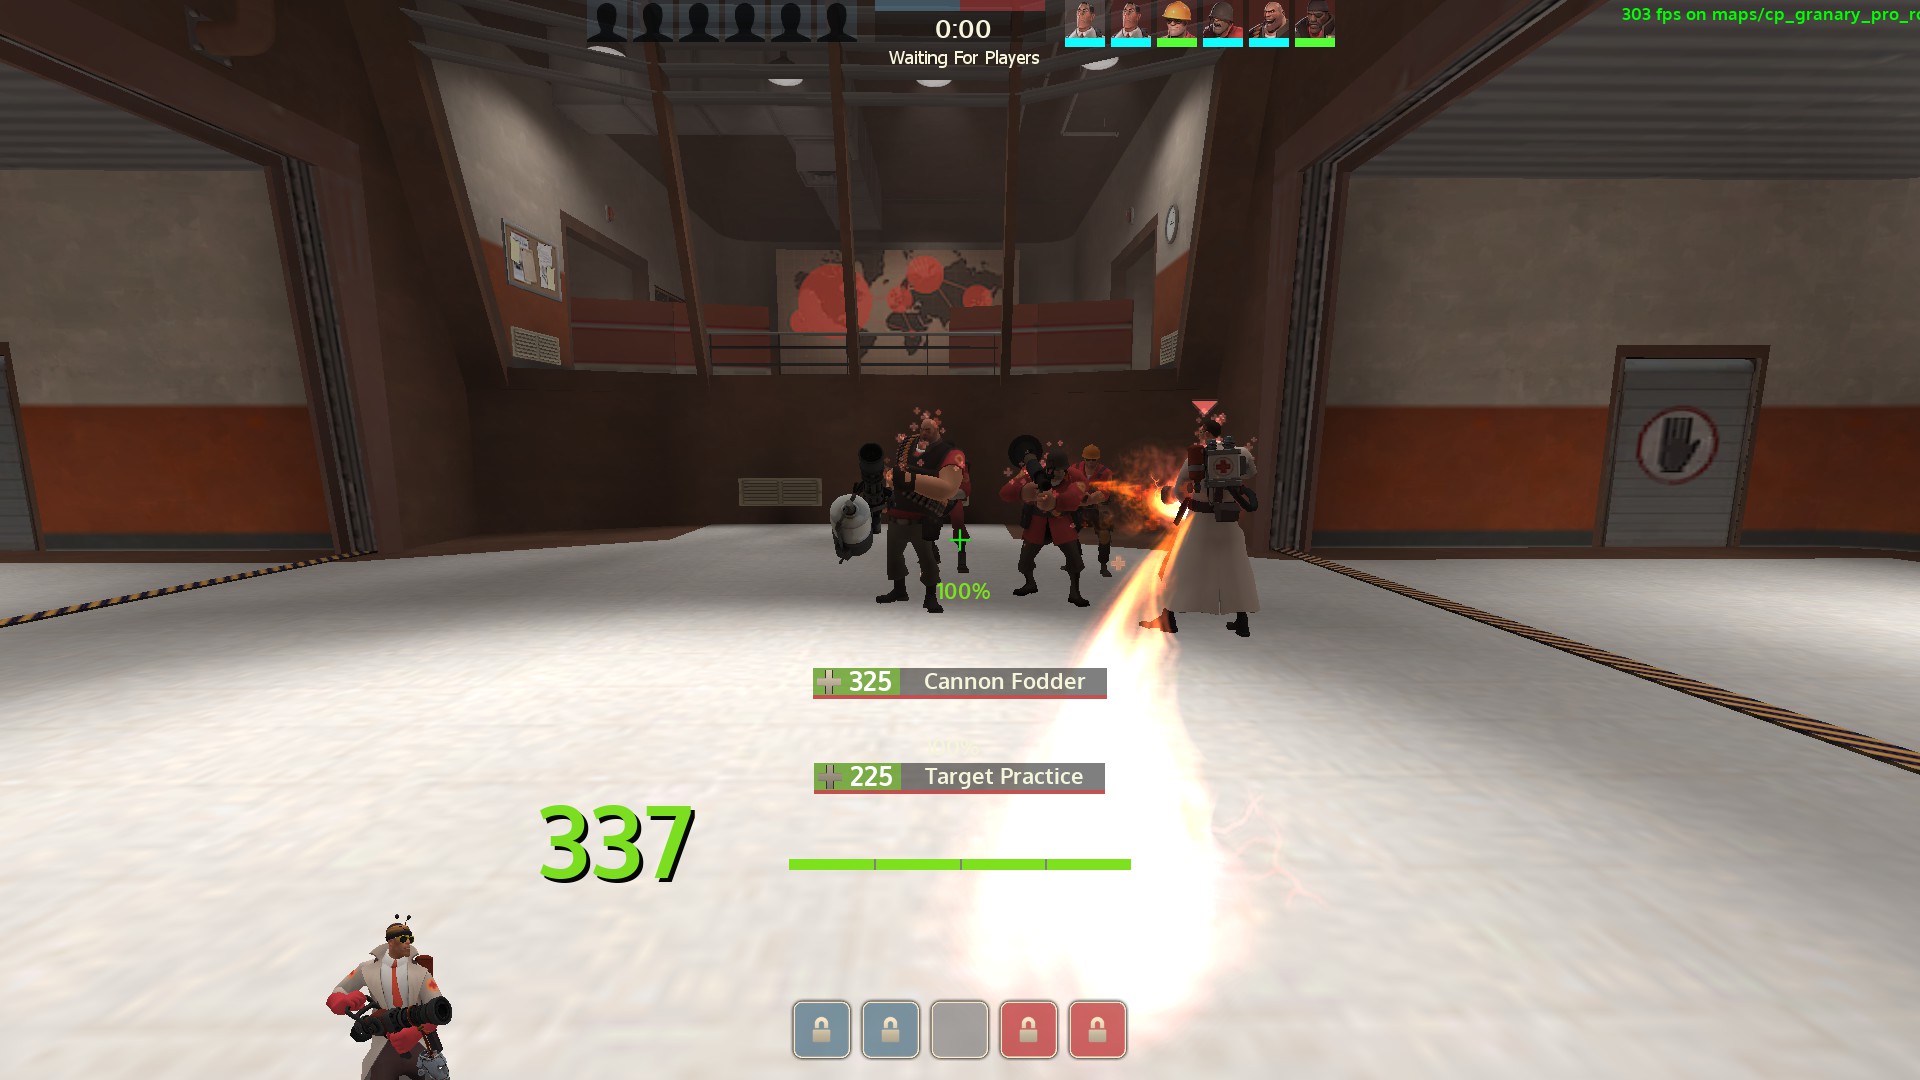 0:00
Waiting For Players
303 fps on maps/cp_granary_pro_r
100%
325 Cannon Fodder
225 Target Practice
337